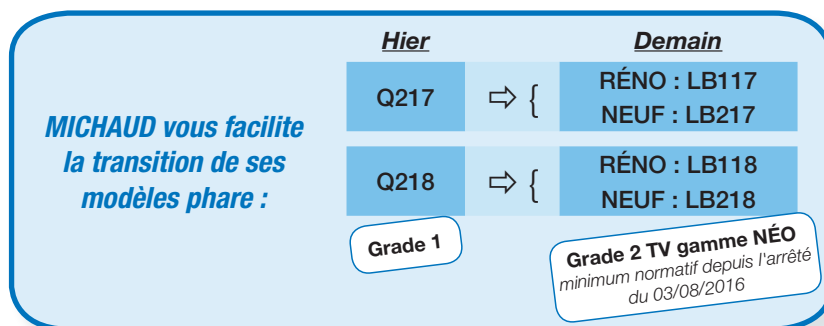 Hier
Demain
MICHAUD vous facilite
la transition de ses
modèles phare :
Q217 ⇨ {
RÉNO : LB117
NEUF : LB217
Q218 ⇨ {
RÉNO : LB118
NEUF : LB218
Grade 1
Grade 2 TV gamme NÉO
minimum normatif depuis l'arrêté
du 03/08/2016